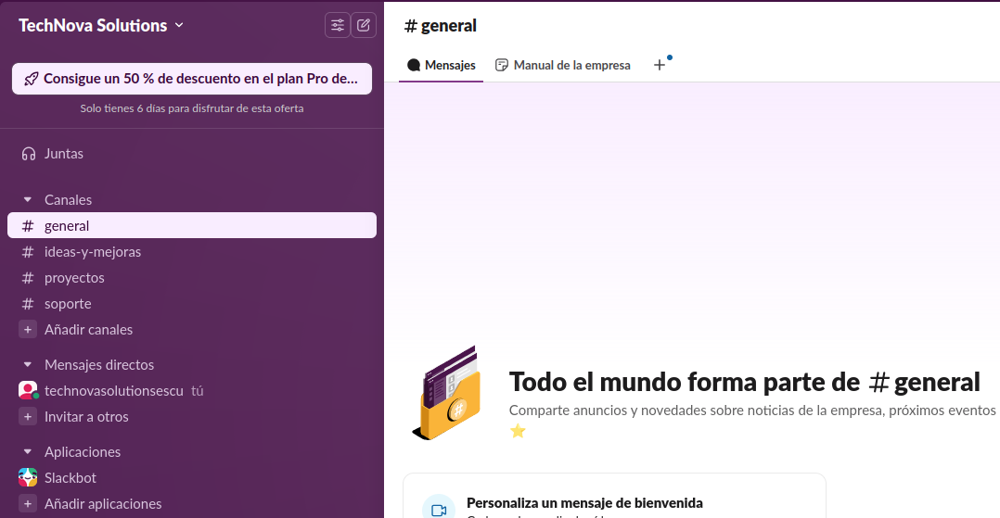 TechNova Solutions
Consigue un 50 % de descuento en el plan Pro de...
Solo tienes 6 días para disfrutar de esta oferta
Juntas
Canales
# general
# ideas-y-mejoras
# proyectos
# soporte
+ Añadir canales
Mensajes directos
technovasolutionsescu tú
+ Invitar a otros
Aplicaciones
Slackbot
+ Añadir aplicaciones
# general
Mensajes Manual de la empresa +
Todo el mundo forma parte de # general
Comparte anuncios y novedades sobre noticias de la empresa, próximos eventos
Personaliza un mensaje de bienvenida